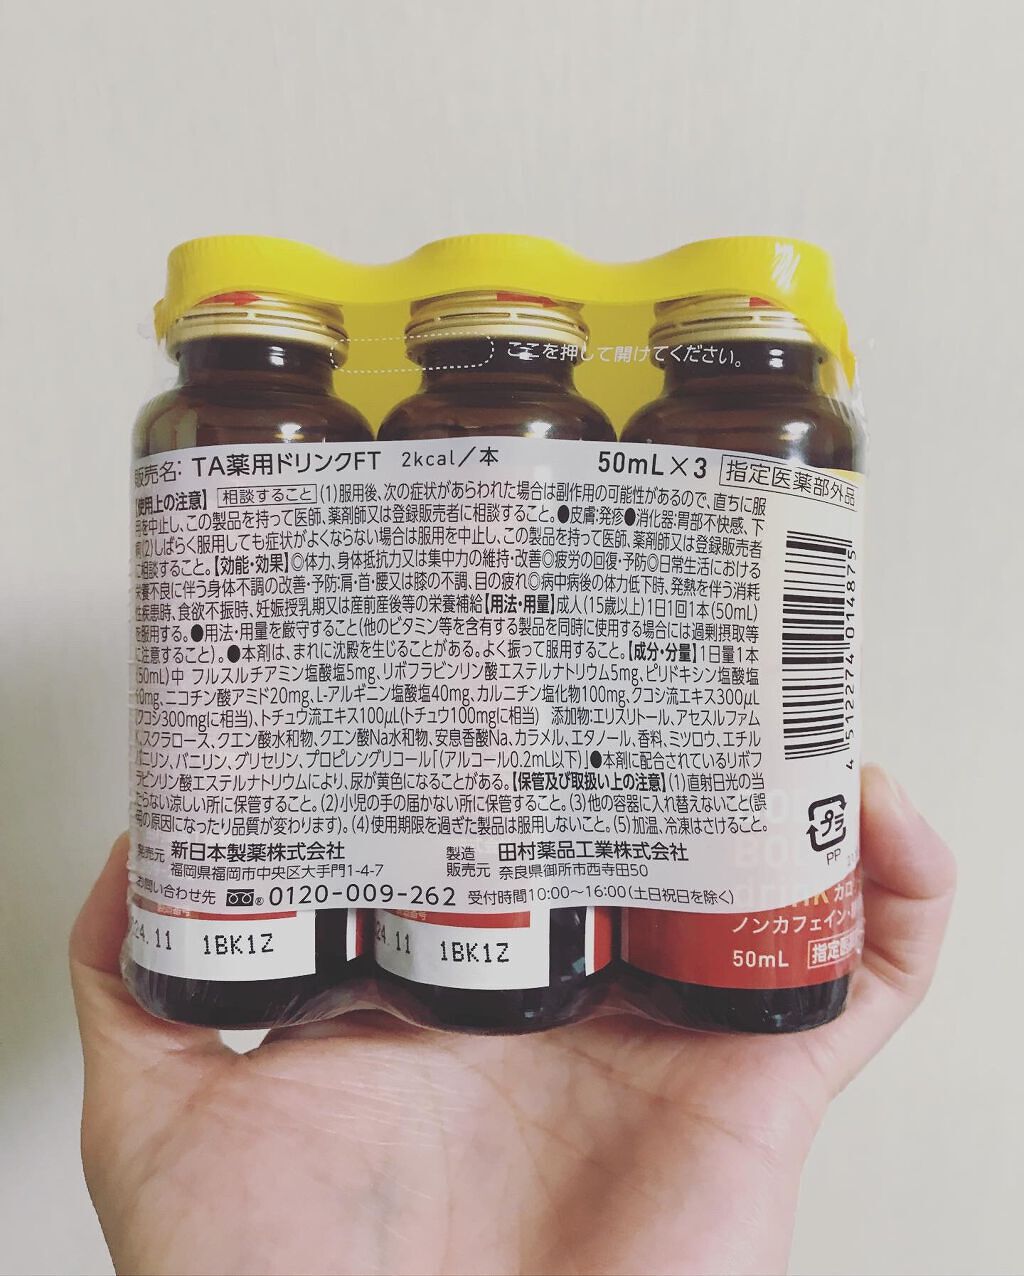 ここを押して開けてください。
販売名: TA薬用ドリンクFT 2kcal/本 50mL×3 指定医薬部外品
【使用上の注意】 相談すること (1)服用後、次の症状があらわれた場合は副作用の可能性があるので、直ちに服
用を中止し、この製品を持って医師、薬剤師又は登録販売者に相談すること。●皮膚:発疹●消化器:胃部不快感、下
痢(2)しばらく服用しても症状がよくならない場合は服用を中止し、この製品を持って医師、薬剤師又は登録販売者
に相談すること。【効能・効果】◎体力、身体抵抗力又は集中力の維持・改善◎疲労の回復・予防◎日常生活における
栄養不良に伴う身体不調の改善・予防:肩・首・腰又は膝の不調、目の疲れ◎病中病後の体力低下時、発熱を伴う消耗
性疾患時、食欲不振時、妊娠授乳期又は産前産後等の栄養補給【用法・用量】成人(15歳以上)1日1回1本(50mL)
を服用する。●用法・用量を厳守すること(他のビタミン等を含有する製品を同時に使用する場合には過剰摂取等
に注意すること)。●本剤は、まれに沈殿を生じることがある。よく振って服用すること。【成分・分量】1日量1本
(50mL)中 フルスルチアミン塩酸塩5mg、リボフラビンリン酸エステルナトリウム5mg、ピリドキシン塩酸塩
ニコチン酸アミド20mg、L-アルギニン塩酸塩40mg、カルニチン塩化物100mg、クコシ流エキス300μL
(クコシ300mgに相当)、トチュウ流エキス100μL(トチュウ100mgに相当) 添加物:エリスリトール、アセスルファム
K、スクラロース、クエン酸水和物、クエン酸Na水和物、安息香酸Na、カラメル、エタノール、香料、ミツロウ、エチル
バニリン、バニリン、グリセリン、プロピレングリコール「(アルコール0.2mL以下)」●本剤に配合されているリボフ
ラビンリン酸エステルナトリウムにより、尿が黄色になることがある。【保管及び取扱い上の注意】(1)直射日光の当
たらない涼しい所に保管すること。(2)小児の手の届かない所に保管すること。(3)他の容器に入れ替えないこと(誤
用の原因になったり品質が変わります)。(4)使用期限を過ぎた製品は服用しないこと。(5)加温、冷凍はさけること。
発売元 新日本製薬株式会社
福岡県福岡市中央区大手門1-4-7
製造販売元 田村薬品工業株式会社
奈良県御所市西寺田50
お問い合わせ先 0120-009-262 受付時間10:00~16:00(土日祝日を除く)
4 512274 014875
プラ
PP
drink カロ
ノンカフェイン・
50mL 指定医
24.11 1BK1Z
24.11 1BK1Z